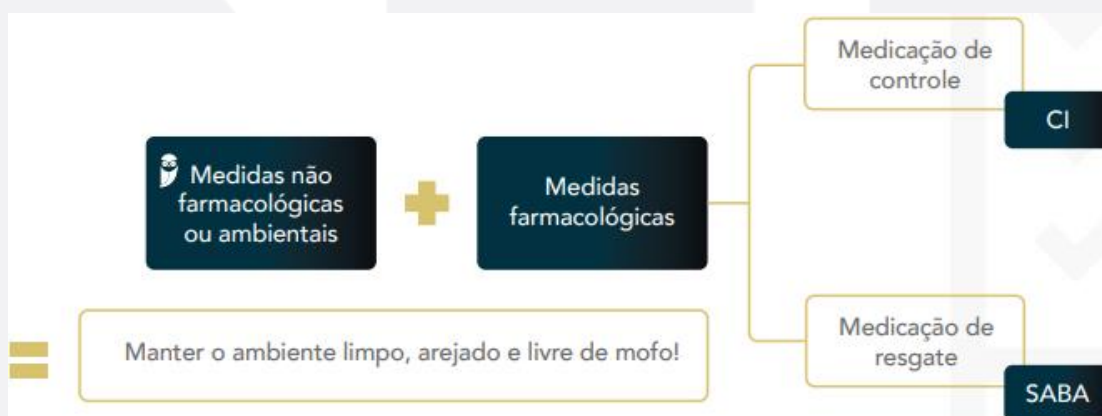 Medidas não
farmacológicas
ou ambientais
Medidas
farmacológicas
Medicação de
controle
CI
Medicação de
resgate
SABA
Manter o ambiente limpo, arejado e livre de mofo!